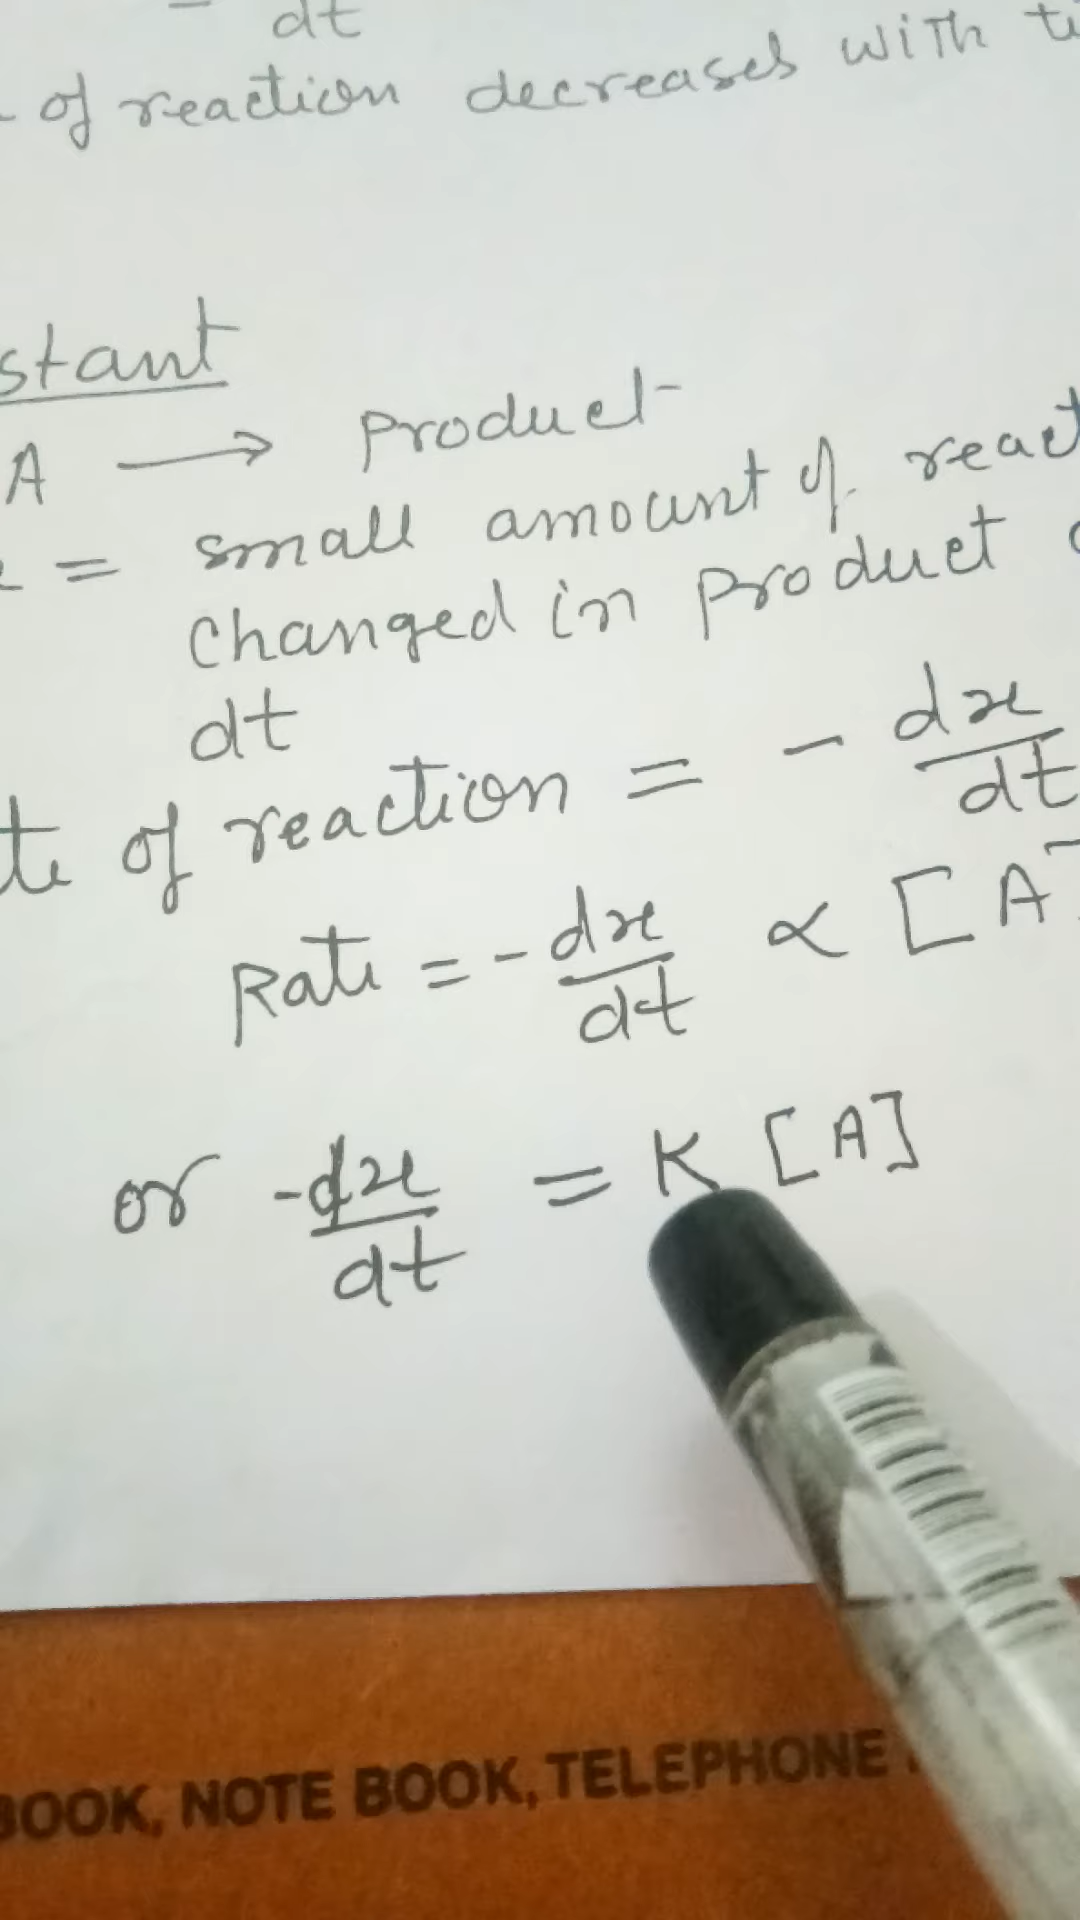 dt
of reaction decreases with
stant
A → Product
= small amount of react
changed in product
dt
te of reaction = - dx/dt
Rate = - dx/dt ∝ [A]
or - dx/dt = K [A]
BOOK, NOTE BOOK, TELEPHONE